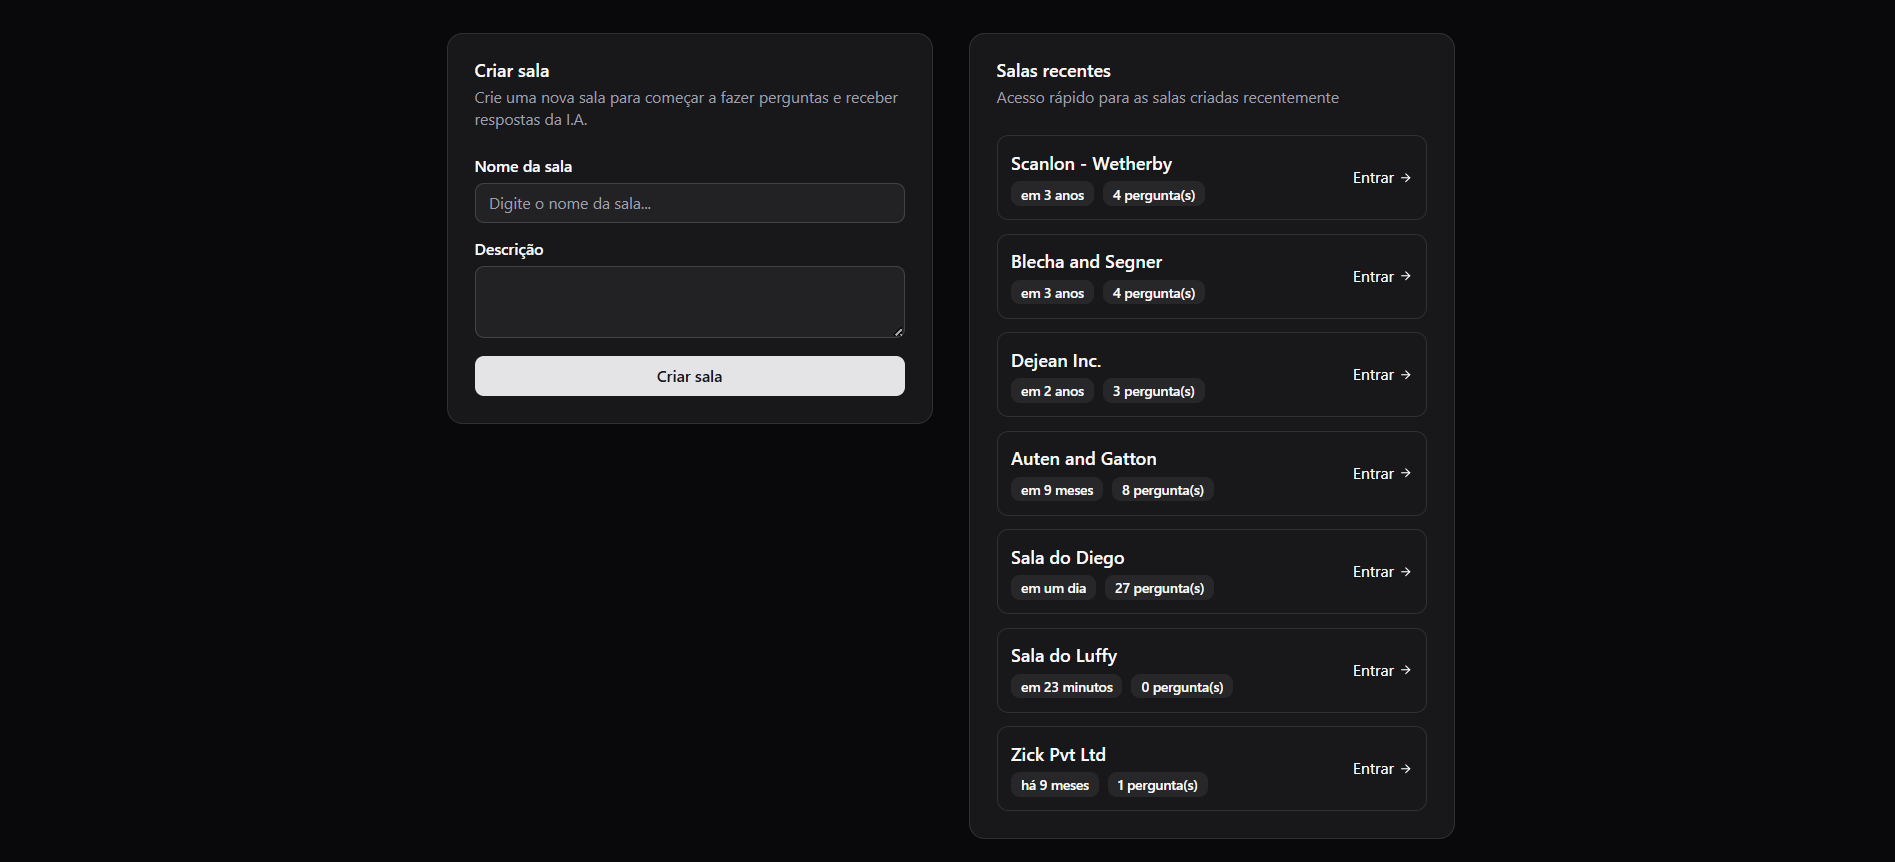 Criar sala
Crie uma nova sala para começar a fazer perguntas e receber
respostas da I.A.
Nome da sala
Digite o nome da sala...
Descrição
Criar sala
Salas recentes
Acesso rápido para as salas criadas recentemente
Scanlon - Wetherby
em 3 anos 4 pergunta(s)
Entrar →
Blecha and Segner
em 3 anos 4 pergunta(s)
Entrar →
Dejean Inc.
em 2 anos 3 pergunta(s)
Entrar →
Auten and Gatton
em 9 meses 8 pergunta(s)
Entrar →
Sala do Diego
em um dia 27 pergunta(s)
Entrar →
Sala do Luffy
em 23 minutos 0 pergunta(s)
Entrar →
Zick Pvt Ltd
há 9 meses 1 pergunta(s)
Entrar →